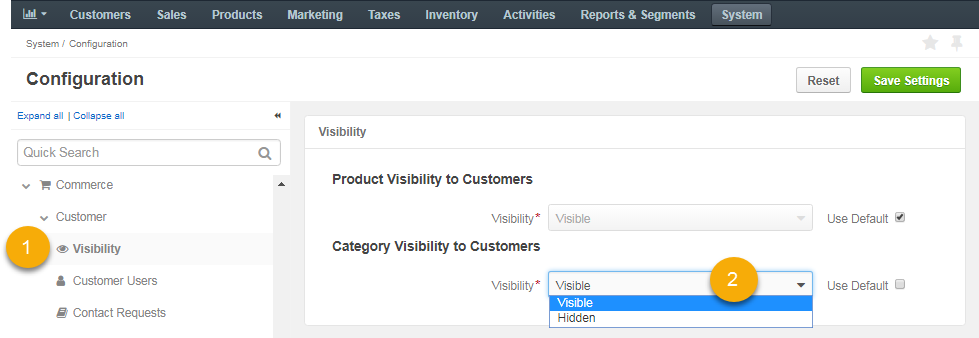 Customers Sales Products Marketing Taxes Inventory Activities Reports & Segments System
System / Configuration
Configuration
Reset Save Settings
Expand all | Collapse all
Quick Search
Commerce
Customer
1 Visibility
Customer Users
Contact Requests
Visibility
Product Visibility to Customers
Visibility* Visible Use Default
Category Visibility to Customers
Visibility* Visible 2 Use Default
Visible
Hidden